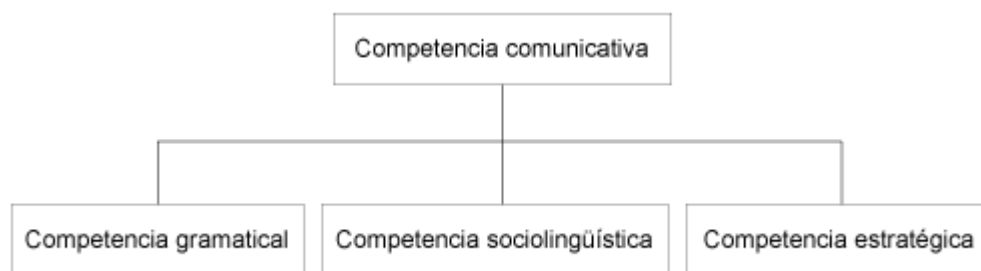 Competencia comunicativa
Competencia gramatical
Competencia sociolingüística
Competencia estratégica